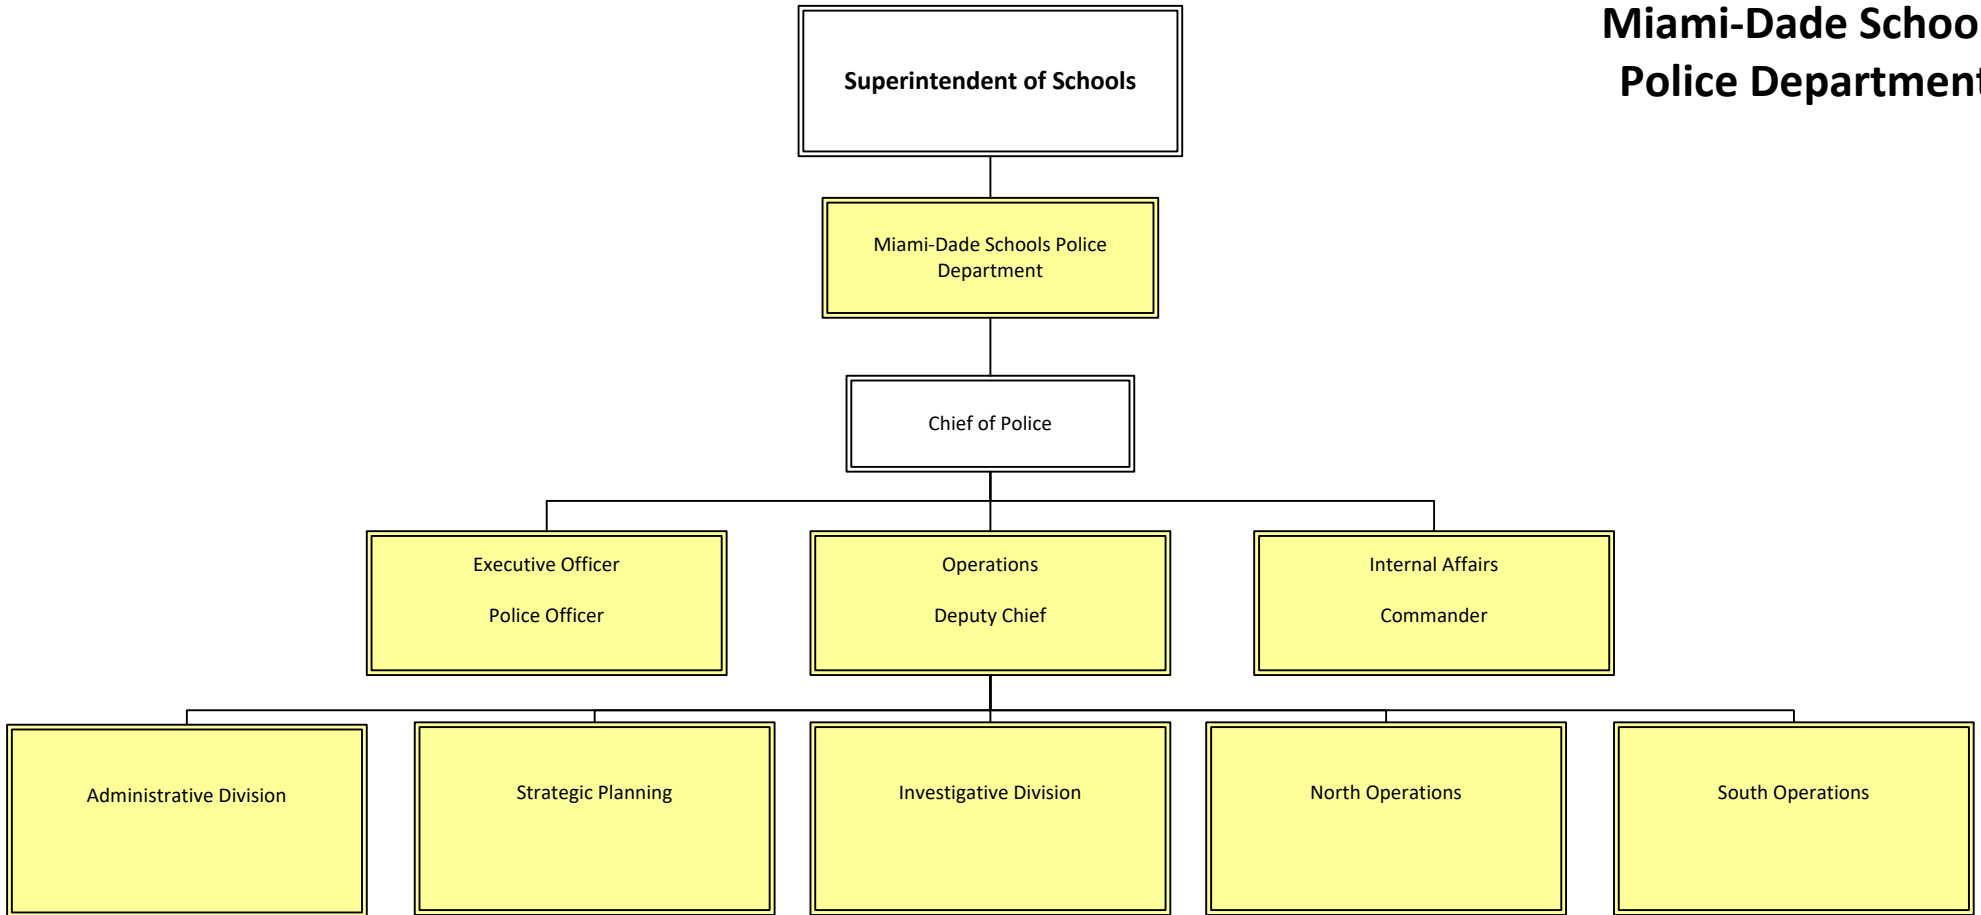 Miami-Dade School
Police Department
Superintendent of Schools
Miami-Dade Schools Police
Department
Chief of Police
Executive Officer
Police Officer
Operations
Deputy Chief
Internal Affairs
Commander
Administrative Division
Strategic Planning
Investigative Division
North Operations
South Operations